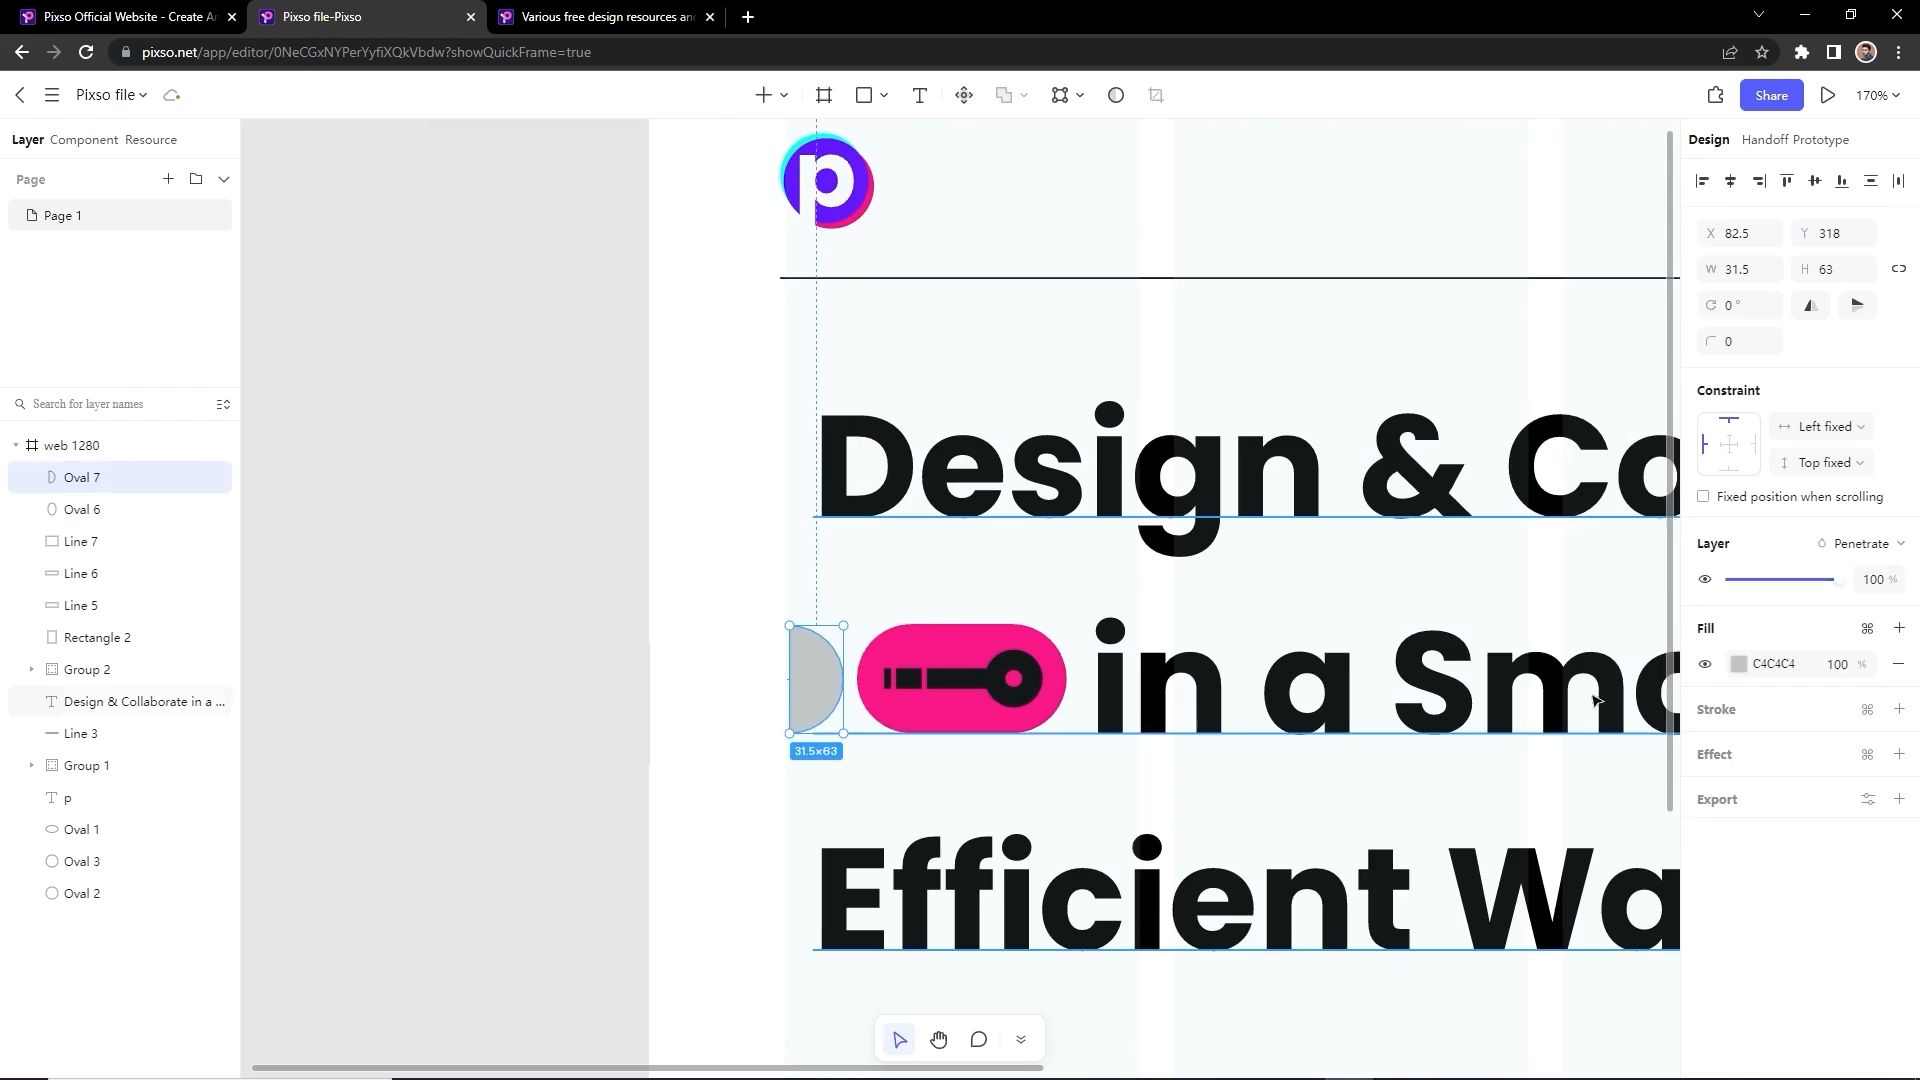 Pixso Official Website - Create Ar
Pixso file-Pixso
Various free design resources an
pixso.net/app/editor/0NeCGxNYPerYyfiXQkVbdw?showQuickFrame=true
Pixso file
Share
170%
Layer Component Resource
Design Handoff Prototype
Page
Page 1
Search for layer names
web 1280
Oval 7
Oval 6
Line 7
Line 6
Line 5
Rectangle 2
Group 2
Design & Collaborate in a ...
Line 3
Group 1
p
Oval 1
Oval 3
Oval 2
p
Design & Co
in a Sma
31.5×63
Efficient Wa
X 82.5
Y 318
W 31.5
H 63
0 °
0
Constraint
Left fixed
Top fixed
Fixed position when scrolling
Layer
Penetrate
100 %
Fill
C4C4C4 100 %
Stroke
Effect
Export